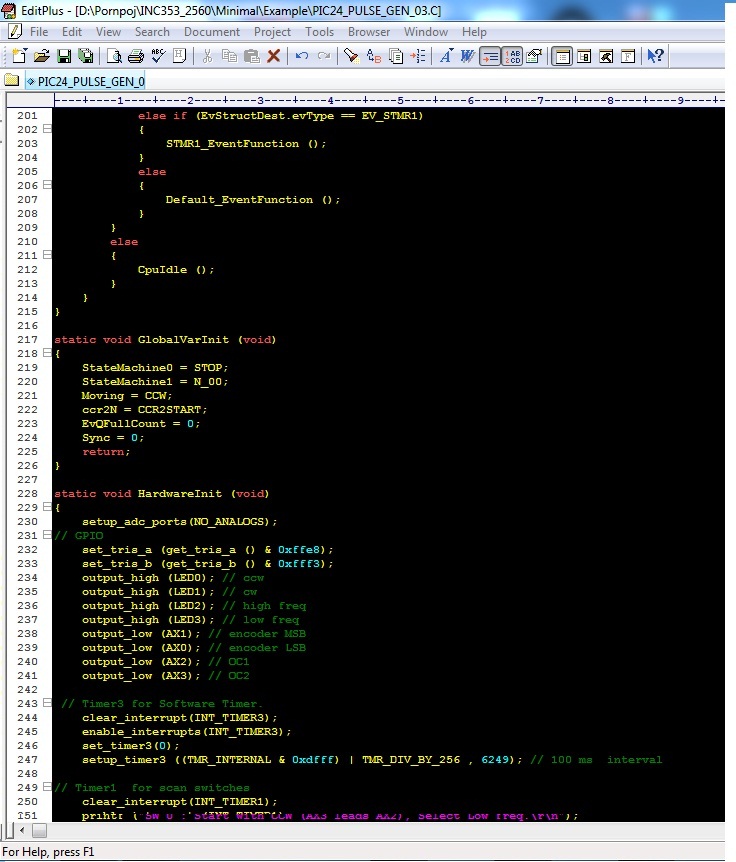 EditPlus - [D:\Pornpoj\INC353_2560\Minimal\Example\PIC24_PULSE_GEN_03.C]
File Edit View Search Document Project Tools Browser Window Help
PIC24_PULSE_GEN_0
----+----1----+----2----+----3----+----4----+----5----+----6----+----7----+----8----+----9----+-
201 else if (EvStructDest.evType == EV_STMR1)
202 {
203 STMR1_EventFunction ();
204 }
205 else
206 {
207 Default_EventFunction ();
208 }
209 }
210 else
211 {
212 CpuIdle ();
213 }
214 }
215 }
216
217 static void GlobalVarInit (void)
218 {
219 StateMachine0 = STOP;
220 StateMachine1 = N_00;
221 Moving = CCW;
222 ccr2N = CCR2START;
223 EvQFullCount = 0;
224 Sync = 0;
225 return;
226 }
227
228 static void HardwareInit (void)
229 {
230 setup_adc_ports(NO_ANALOGS);
231 // GPIO
232 set_tris_a (get_tris_a () & 0xffe8);
233 set_tris_b (get_tris_b () & 0xfff3);
234 output_high (LED0); // ccw
235 output_high (LED1); // cw
236 output_high (LED2); // high freq
237 output_high (LED3); // low freq
238 output_low (AX1); // encoder MSB
239 output_low (AX0); // encoder LSB
240 output_low (AX2); // OC1
241 output_low (AX3); // OC2
242
243 // Timer3 for Software Timer.
244 clear_interrupt(INT_TIMER3);
245 enable_interrupts(INT_TIMER3);
246 set_timer3(0);
247 setup_timer3 ((TMR_INTERNAL & 0xdfff) | TMR_DIV_BY_256 , 6249); // 100 ms interval
248
249 // Timer1 for scan switches
250 clear_interrupt(INT_TIMER1);
For Help, press F1